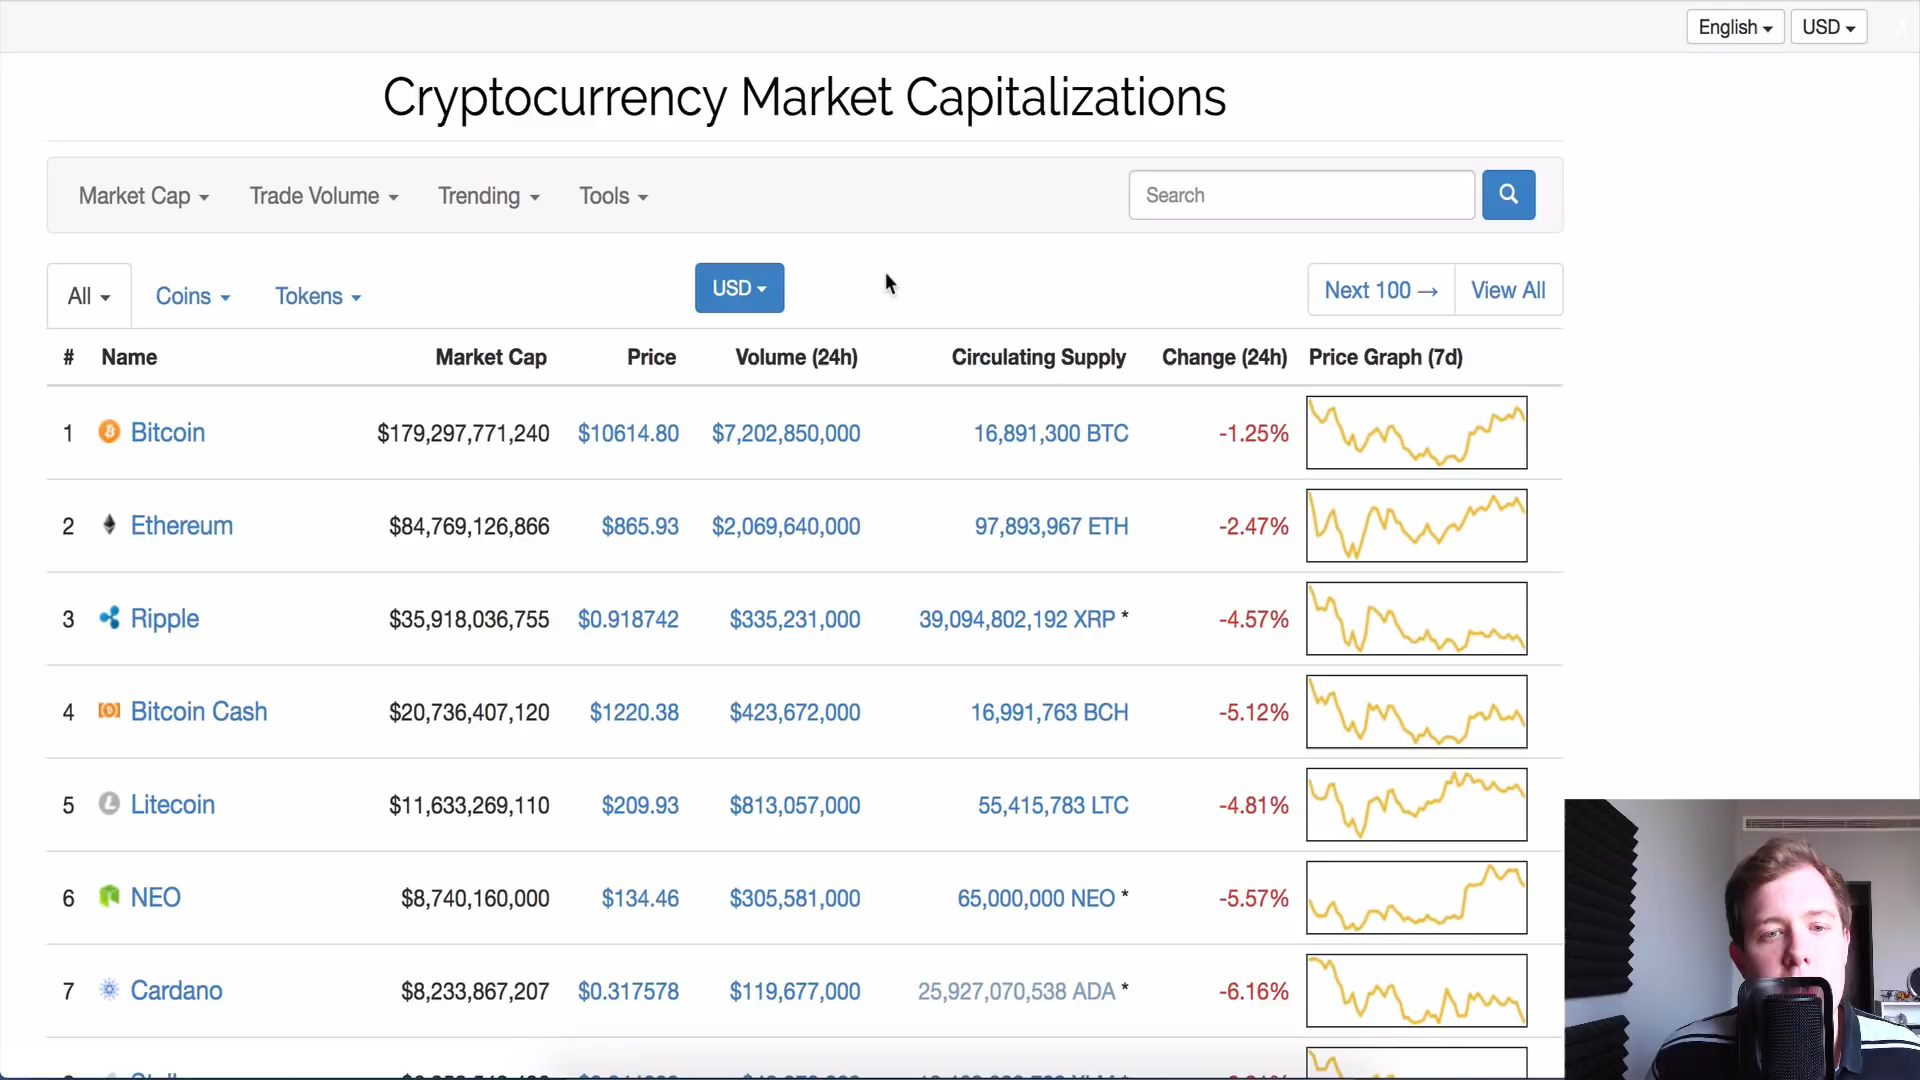 English USD
Cryptocurrency Market Capitalizations
Market Cap Trade Volume Trending Tools Search
All Coins Tokens USD Next 100 → View All
# Name Market Cap Price Volume (24h) Circulating Supply Change (24h) Price Graph (7d)
1 Bitcoin $179,297,771,240 $10614.80 $7,202,850,000 16,891,300 BTC -1.25%
2 Ethereum $84,769,126,866 $865.93 $2,069,640,000 97,893,967 ETH -2.47%
3 Ripple $35,918,036,755 $0.918742 $335,231,000 39,094,802,192 XRP * -4.57%
4 Bitcoin Cash $20,736,407,120 $1220.38 $423,672,000 16,991,763 BCH -5.12%
5 Litecoin $11,633,269,110 $209.93 $813,057,000 55,415,783 LTC -4.81%
6 NEO $8,740,160,000 $134.46 $305,581,000 65,000,000 NEO * -5.57%
7 Cardano $8,233,867,207 $0.317578 $119,677,000 25,927,070,538 ADA * -6.16%